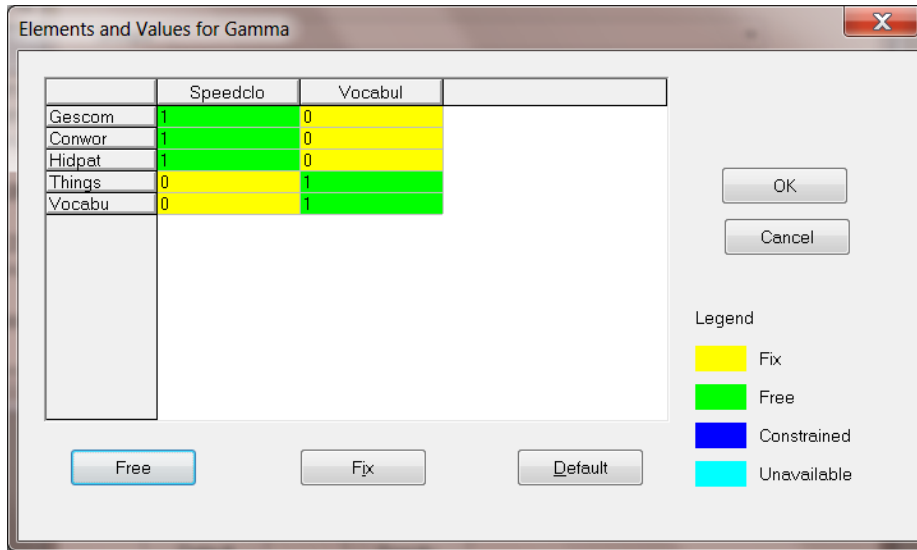 Elements and Values for Gamma
X
Speedclo Vocabul
Gescom 1 0
Conwor 1 0
Hidpat 1 0
Things 0 1
Vocabu 0 1
OK
Cancel
Legend
Fix
Free
Constrained
Unavailable
Free Fix Default